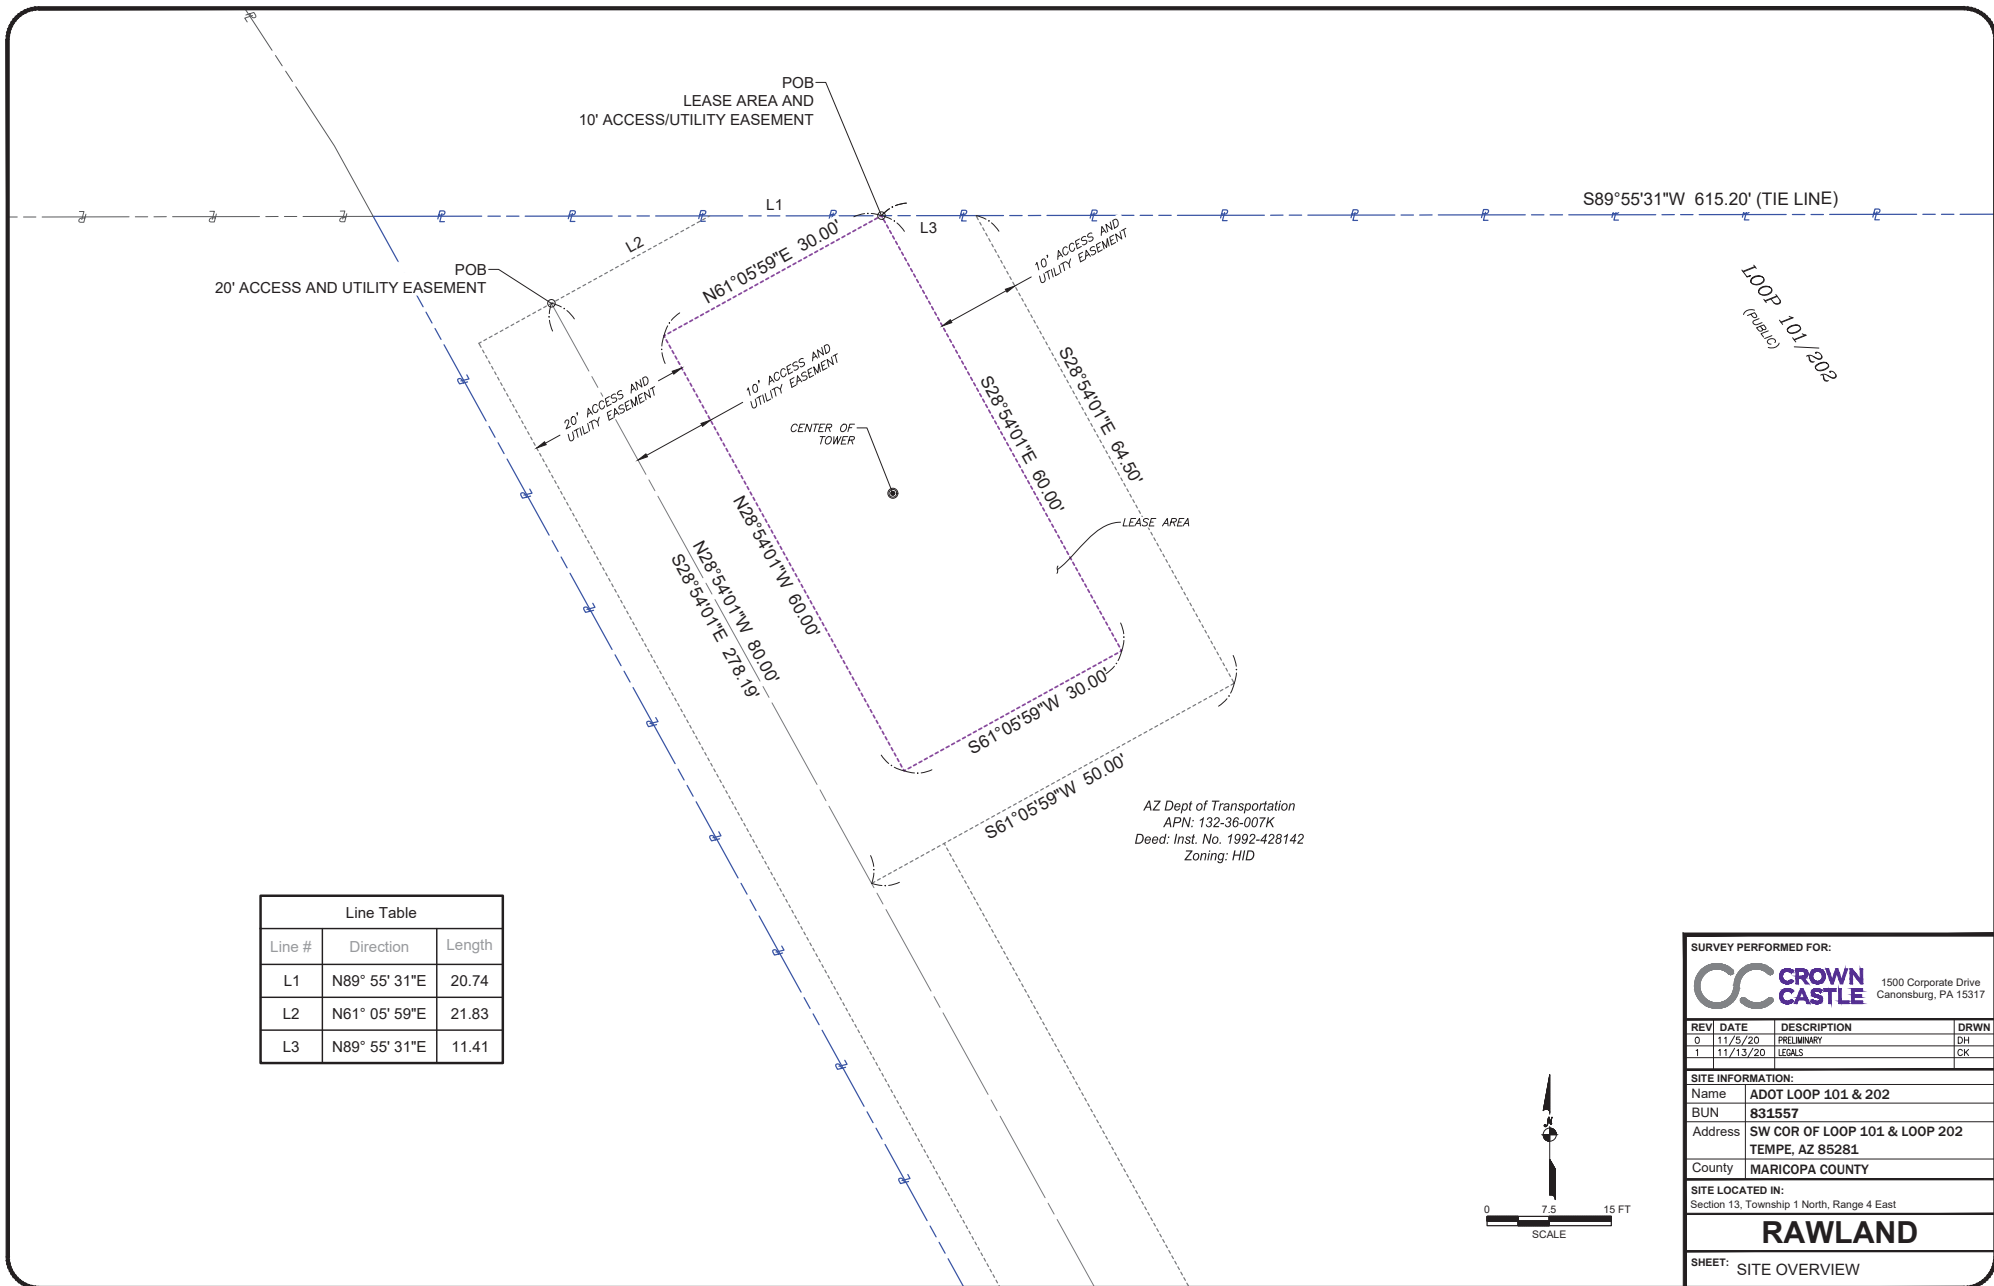 POB
LEASE AREA AND
10' ACCESS/UTILITY EASEMENT
L1
S89°55'31"W 615.20' (TIE LINE)
L2
L3
N61°05'59"E 30.00'
POB
20' ACCESS AND UTILITY EASEMENT
10' ACCESS AND
UTILITY EASEMENT
LOOP 101/202
(PUBLIC)
20' ACCESS AND
UTILITY EASEMENT
10' ACCESS AND
UTILITY EASEMENT
S28°54'01"E 64.50'
S28°54'01"E 60.00'
CENTER OF
TOWER
LEASE AREA
N28°54'01"W 60.00'
N28°54'01"W 80.00'
S28°54'01"E 278.19'
S61°05'59"W 30.00'
S61°05'59"W 50.00'
AZ Dept of Transportation
APN: 132-36-007K
Deed: Inst. No. 1992-428142
Zoning: HID
Line Table
Line # Direction Length
L1 N89° 55' 31"E 20.74
L2 N61° 05' 59"E 21.83
L3 N89° 55' 31"E 11.41
N
0 7.5 15 FT
SCALE
SURVEY PERFORMED FOR:
CROWN
CASTLE
1500 Corporate Drive
Canonsburg, PA 15317
REV DATE DESCRIPTION DRWN
0 11/5/20 PRELIMINARY DH
1 11/13/20 LEGALS CK
SITE INFORMATION:
Name ADOT LOOP 101 & 202
BUN 831557
Address SW COR OF LOOP 101 & LOOP 202
TEMPE, AZ 85281
County MARICOPA COUNTY
SITE LOCATED IN:
Section 13, Township 1 North, Range 4 East
RAWLAND
SHEET: SITE OVERVIEW